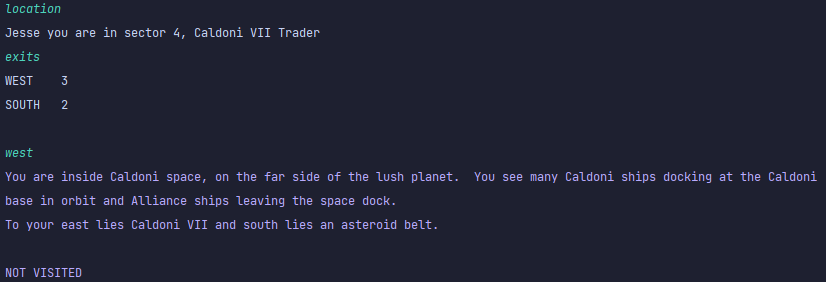 location
Jesse you are in sector 4, Caldoni VII Trader
exits
WEST    3
SOUTH   2
west
You are inside Caldoni space, on the far side of the lush planet.  You see many Caldoni ships docking at the Caldoni
base in orbit and Alliance ships leaving the space dock.
To your east lies Caldoni VII and south lies an asteroid belt.
NOT VISITED